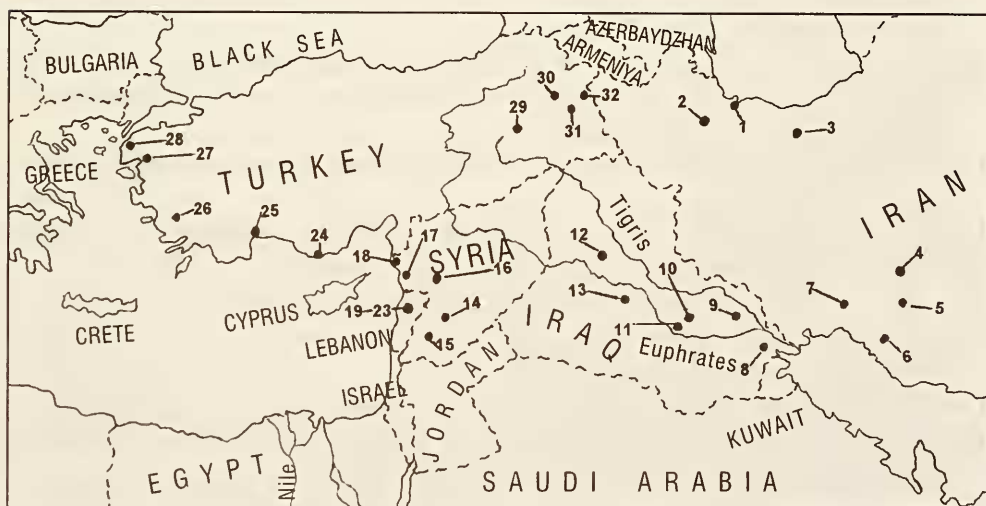 BLACK SEA
AZERBAYDZHAN
ARMENIYA
BULGARIA
30
32
2
1
3
29
31
28
GREECE
27
TURKEY
IRAN
26
25
24
18
17
SYRIA
16
12
Tigris
10
4
7
5
CYPRUS
19-23
14
13
IRAQ
9
CRETE
LEBANON
15
11
Euphrates
8
6
ISRAEL
JORDAN
KUWAIT
EGYPT
Nile
SAUDI ARABIA